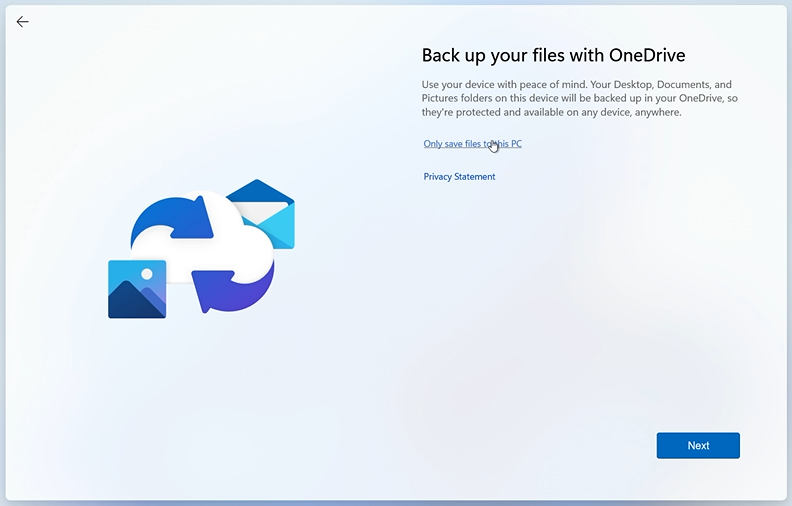 Back up your files with OneDrive
Use your device with peace of mind. Your Desktop, Documents, and
Pictures folders on this device will be backed up in your OneDrive, so
they're protected and available on any device, anywhere.
Only save files to this PC
Privacy Statement
Next